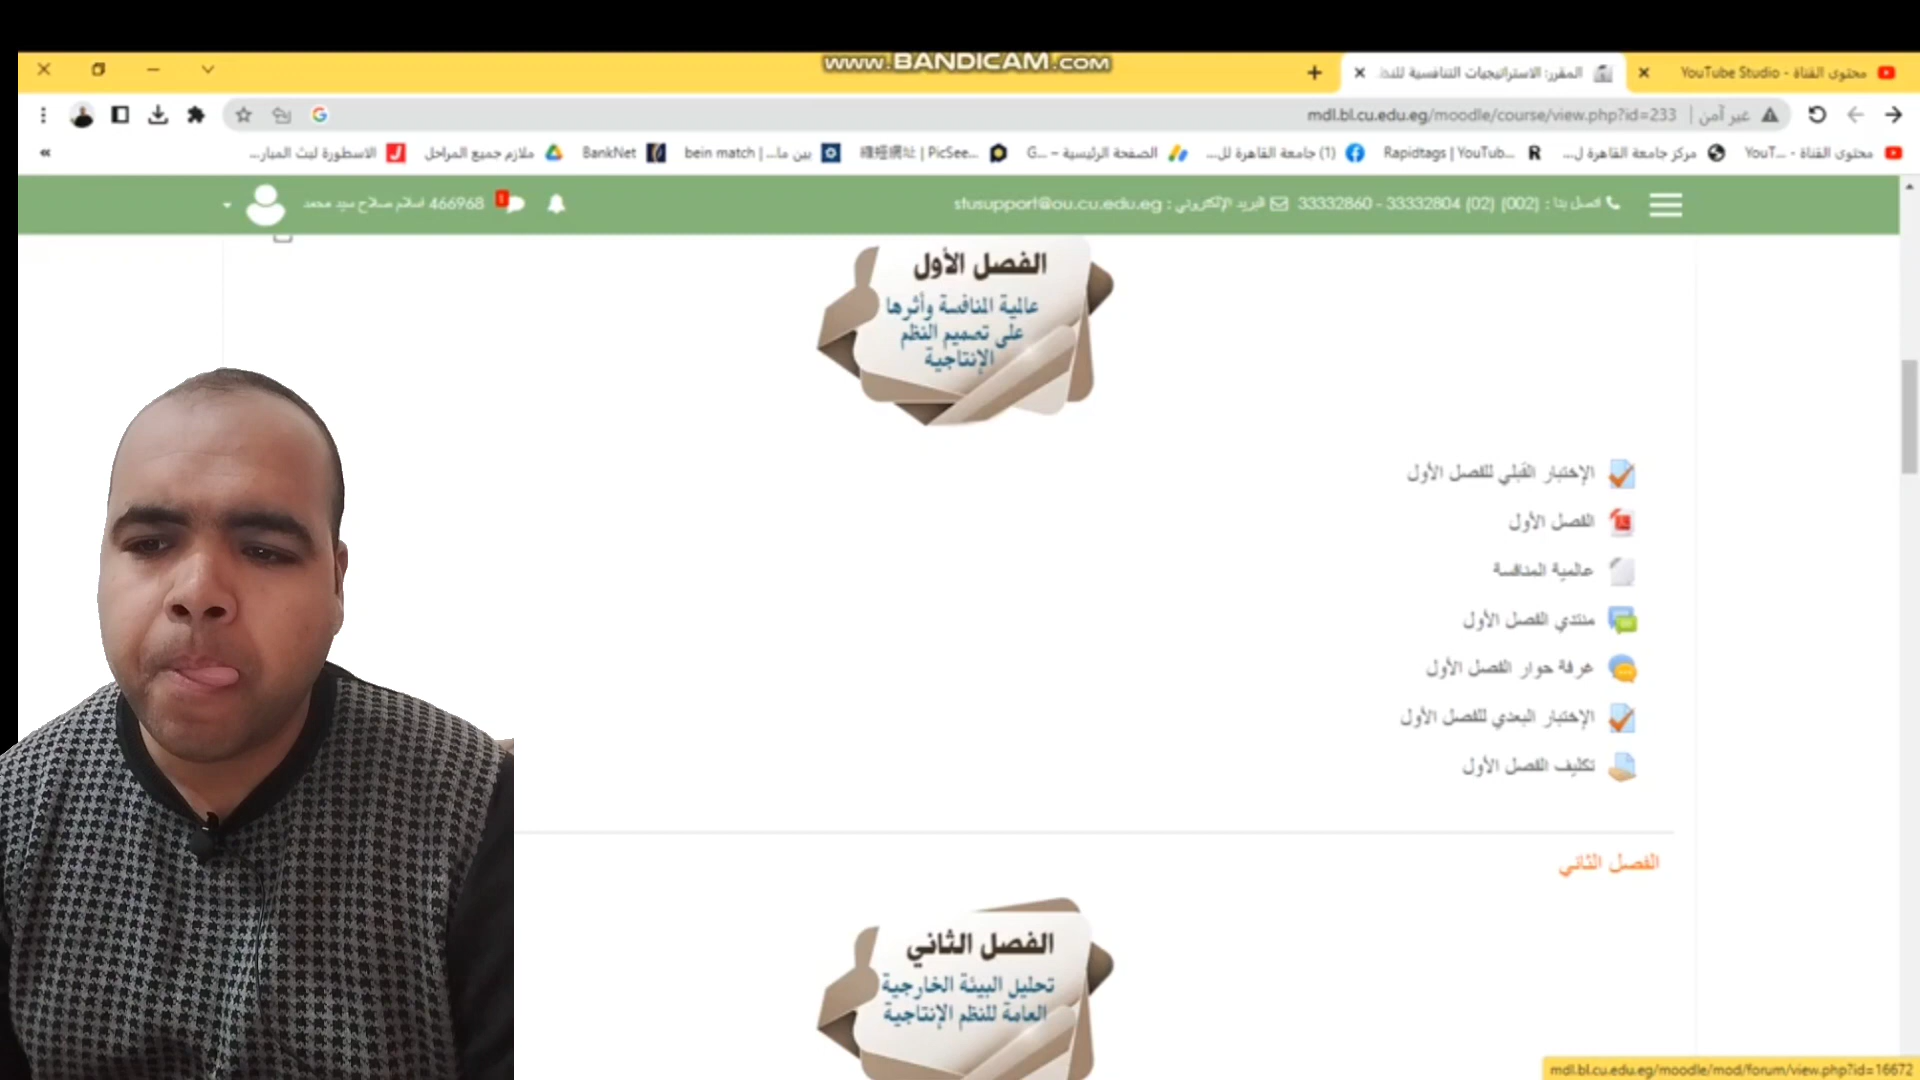 www.BANDICAM.com
محتوى القناة - YouTube Studio
المقرر: الاستراتيجيات التنافسية للنظ
mdl.bl.cu.edu.eg/moodle/course/view.php?id=233
غير آمن
محتوى القناة - YouT...
مركز جامعة القاهرة ل...
Rapidtags | YouTub...
(1) جامعة القاهرة لل...
الصفحة الرئيسية – G...
| PicSee...
بين ما... | bein match
BankNet
ملازم جميع المراحل
الاسطورة لبث المبار...
اتصل بنا : (002) (02) 33332804 - 33332860
البريد الإلكتروني : stusupport@ou.cu.edu.eg
1
466968 اسلام صلاح سيد محمد
الفصل الأول
عالمية المنافسة وأثرها
على تصميم النظم
الإنتاجية
الإختبار القبلي للفصل الأول
الفصل الأول
عالمية المنافسة
منتدي الفصل الأول
غرفة حوار الفصل الأول
الإختبار البعدي للفصل الأول
تكليف الفصل الأول
الفصل الثاني
الفصل الثاني
تحليل البيئة الخارجية
العامة للنظم الإنتاجية
mdl.bl.cu.edu.eg/moodle/mod/forum/view.php?id=16672